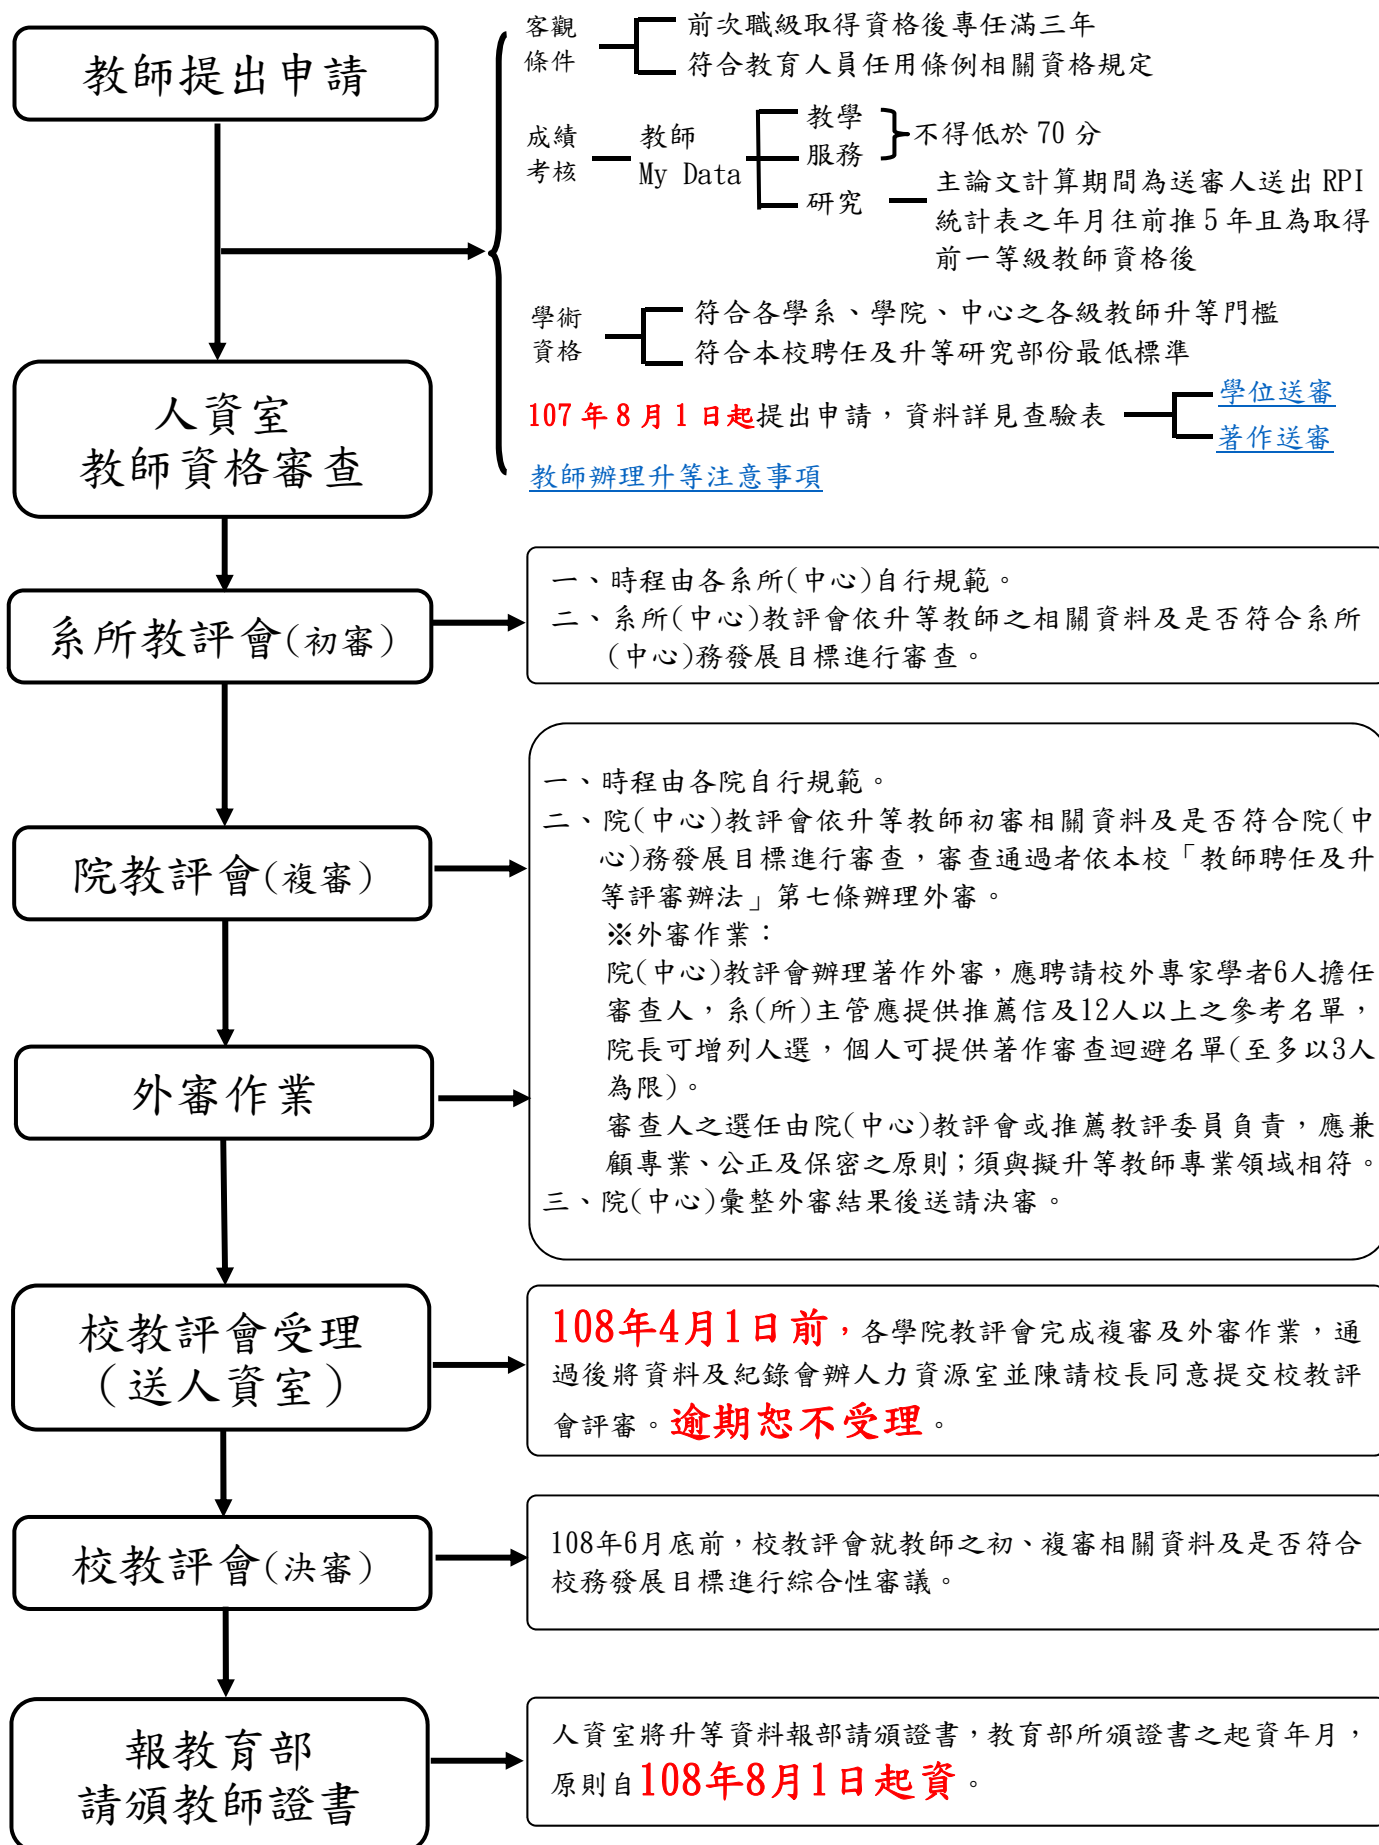 教師提出申請
客觀
條件
前次職級取得資格後專任滿三年
符合教育人員任用條例相關資格規定
成績
考核
教師
My Data
教學
服務
不得低於 70 分
研究
主論文計算期間為送審人送出 RPI
統計表之年月往前推 5 年且為取得
前一等級教師資格後
學術
資格
符合各學系、學院、中心之各級教師升等門檻
符合本校聘任及升等研究部份最低標準
107 年 8 月 1 日起提出申請，資料詳見查驗表
學位送審
著作送審
教師辦理升等注意事項
人資室
教師資格審查
系所教評會(初審)
一、時程由各系所(中心)自行規範。
二、系所(中心)教評會依升等教師之相關資料及是否符合系所
(中心)務發展目標進行審查。
院教評會(複審)
一、時程由各院自行規範。
二、院(中心)教評會依升等教師初審相關資料及是否符合院(中
心)務發展目標進行審查，審查通過者依本校「教師聘任及升
等評審辦法」第七條辦理外審。
※外審作業：
院(中心)教評會辦理著作外審，應聘請校外專家學者6人擔任
審查人，系(所)主管應提供推薦信及12人以上之參考名單，
院長可增列人選，個人可提供著作審查迴避名單(至多以3人
為限)。
審查人之選任由院(中心)教評會或推薦教評委員負責，應兼
顧專業、公正及保密之原則；須與擬升等教師專業領域相符。
三、院(中心)彙整外審結果後送請決審。
外審作業
校教評會受理
(送人資室)
108年4月1日前，各學院教評會完成複審及外審作業，通
過後將資料及紀錄會辦人力資源室並陳請校長同意提交校教評
會評審。逾期恕不受理。
校教評會(決審)
108年6月底前，校教評會就教師之初、複審相關資料及是否符合
校務發展目標進行綜合性審議。
報教育部
請頒教師證書
人資室將升等資料報部請頒證書，教育部所頒證書之起資年月，
原則自108年8月1日起資。